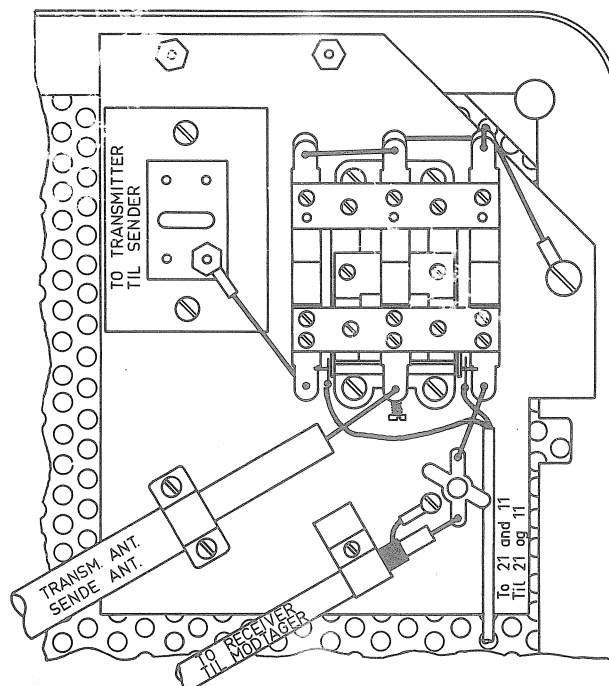 TO TRANSMITTER
TIL SENDER
TRANSM. ANT.
SENDE ANT.
TO RECEIVER
TIL MODTAGER
To 21 and 11
Til 21 og 11